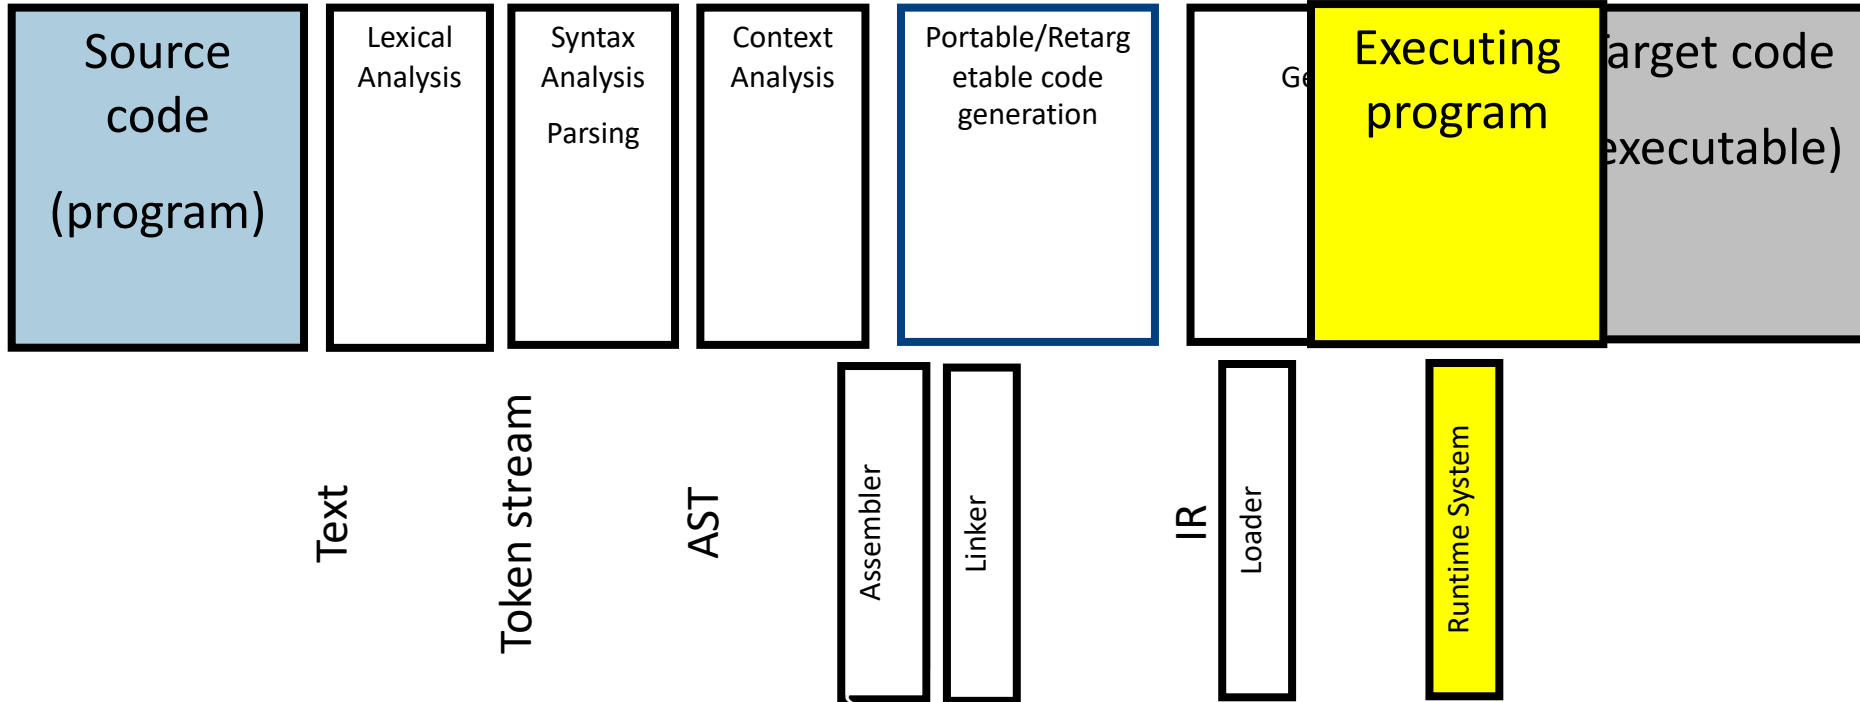 Source
code
(program)
Lexical
Analysis
Syntax
Analysis
Parsing
Context
Analysis
Portable/Retarg
etable code
generation
Executing
program
arget code
executable)
Text
Token stream
AST
Assembler
Linker
IR
Loader
Runtime System